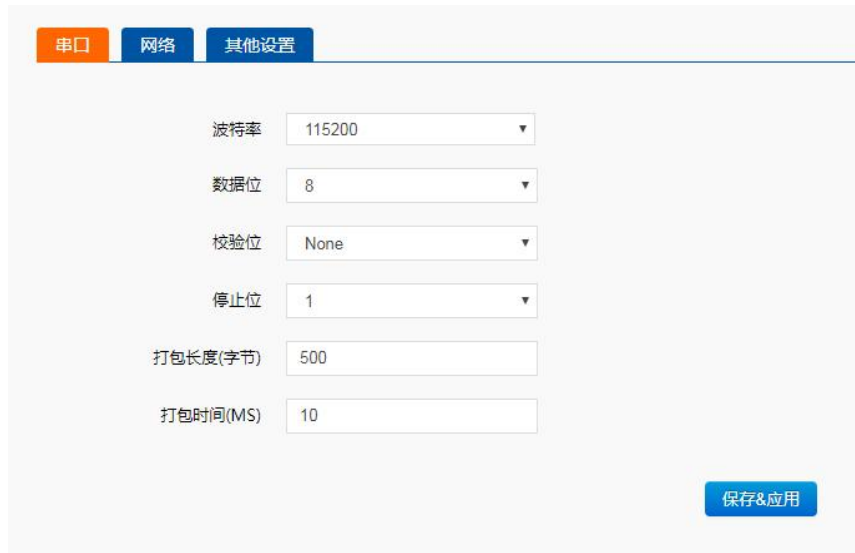 串口 网络 其他设置
波特率 115200
数据位 8
校验位 None
停止位 1
打包长度(字节) 500
打包时间(MS) 10
保存&应用